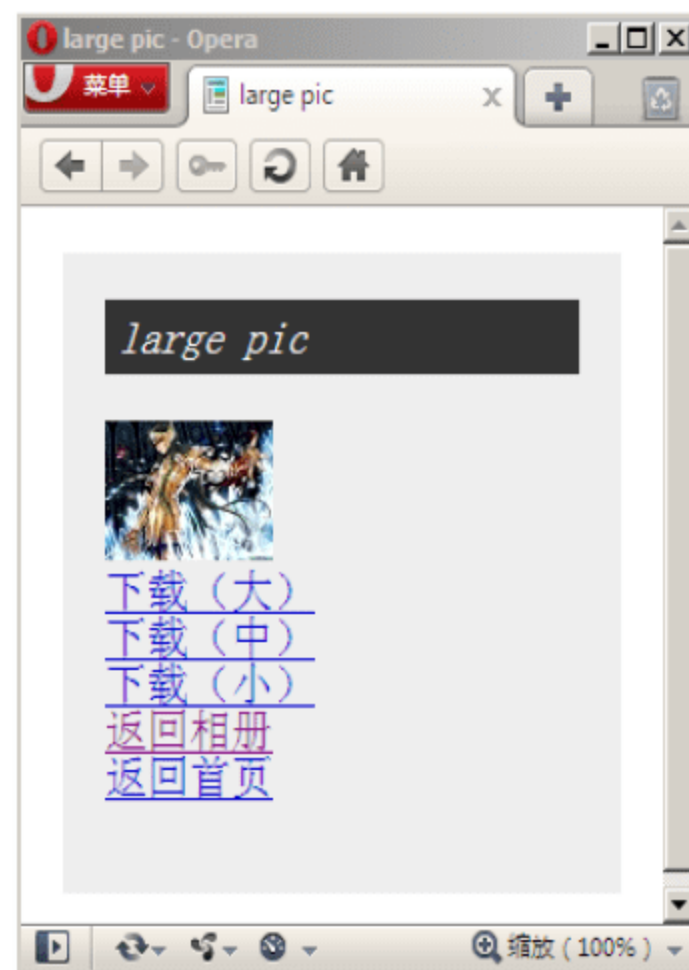 large pic - Opera
菜单
large pic
large pic
下载（大）
下载（中）
下载（小）
返回相册
返回首页
缩放（100%）